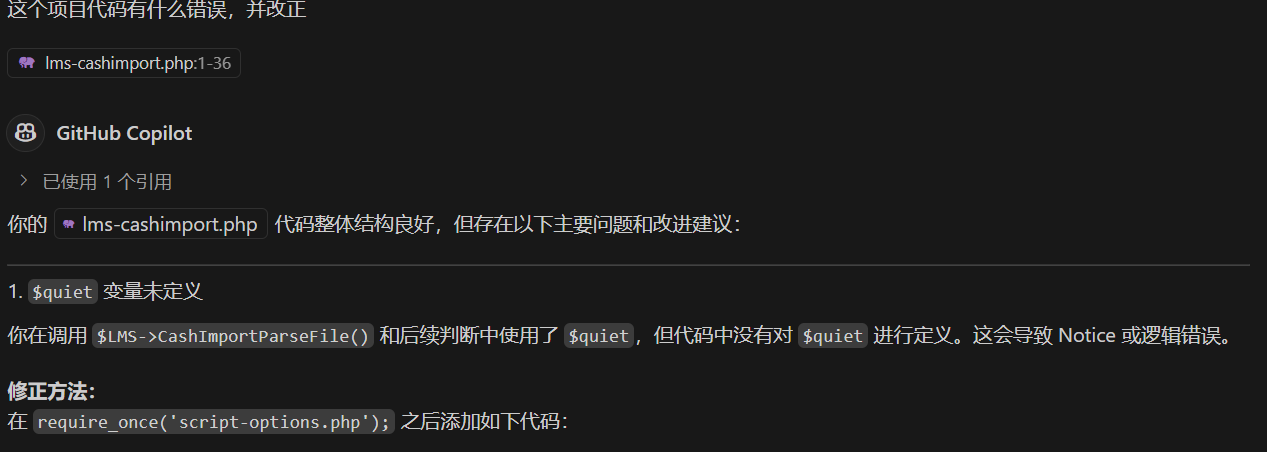 这个项目代码有什么错误，并改正
lms-cashimport.php:1-36
GitHub Copilot
已使用 1 个引用
你的 lms-cashimport.php 代码整体结构良好，但存在以下主要问题和改进建议：
1. $quiet 变量未定义
你在调用 $LMS->CashImportParseFile() 和后续判断中使用了 $quiet，但代码中没有对 $quiet 进行定义。这会导致 Notice 或逻辑错误。
修正方法：
在 require_once('script-options.php'); 之后添加如下代码：